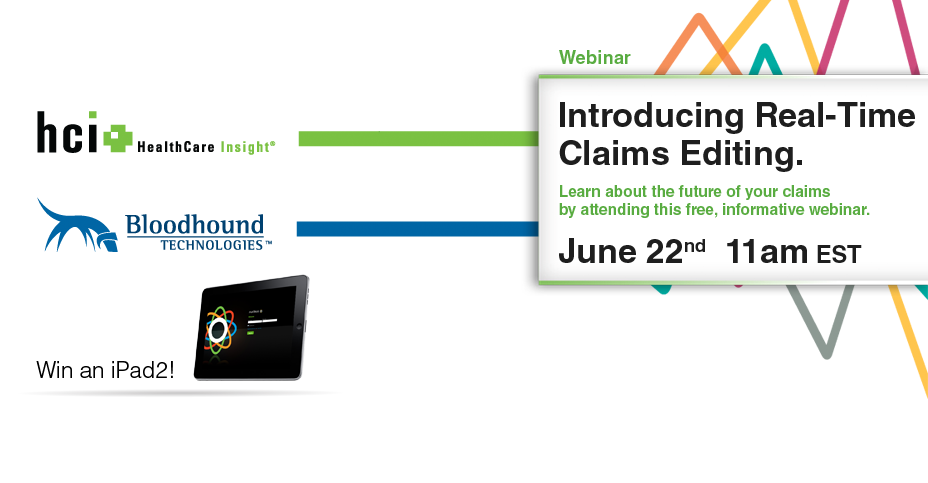 Webinar
Introducing Real-Time
Claims Editing.
Learn about the future of your claims
by attending this free, informative webinar.
June 22nd 11am EST
hci HealthCare Insight®
Bloodhound
TECHNOLOGIES™
Win an iPad2!